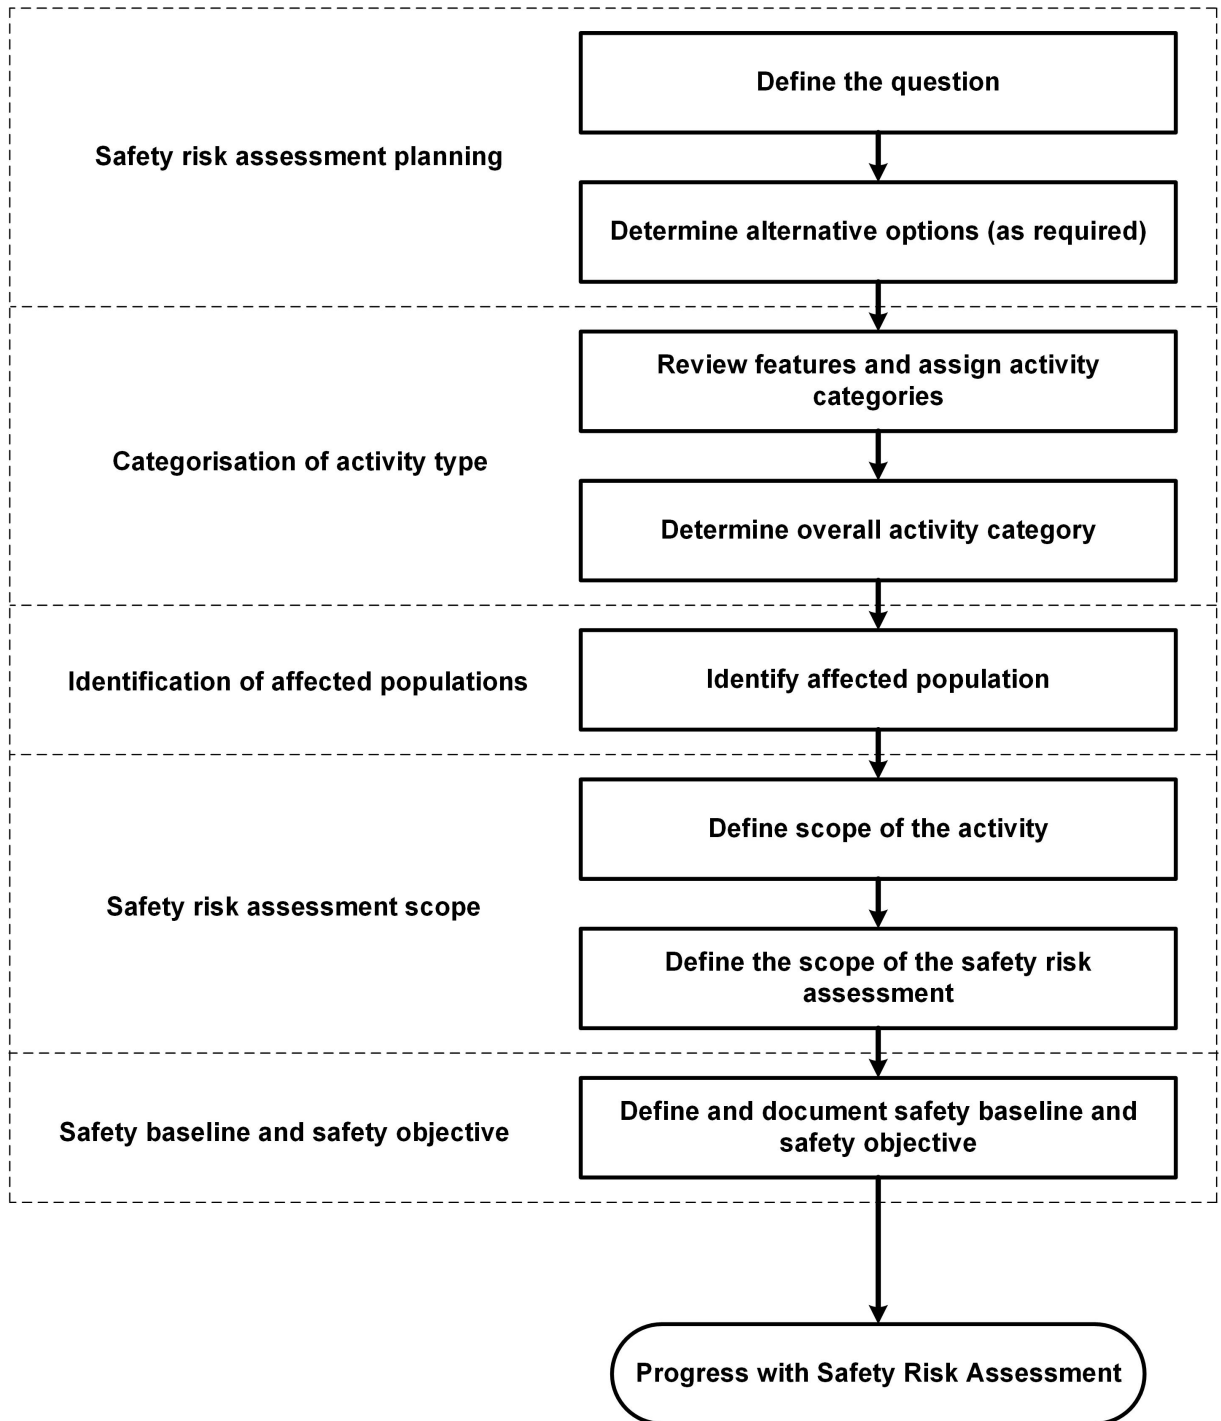 Define the question
Safety risk assessment planning
Determine alternative options (as required)
Review features and assign activity
categories
Categorisation of activity type
Determine overall activity category
Identification of affected populations
Identify affected population
Define scope of the activity
Safety risk assessment scope
Define the scope of the safety risk
assessment
Safety baseline and safety objective
Define and document safety baseline and
safety objective
Progress with Safety Risk Assessment